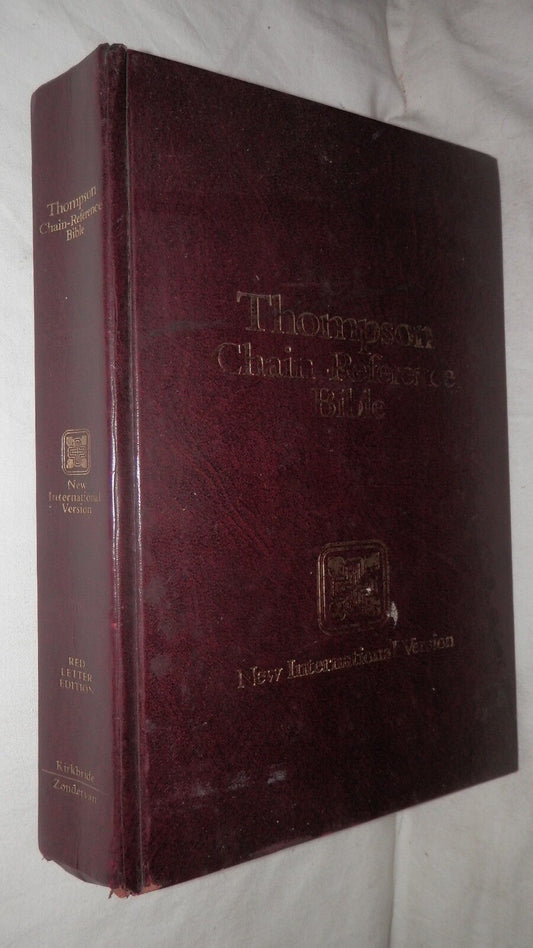 Thompson
Chain-Reference
Bible
New
International
Version
RED
LETTER
EDITION
Kirkbride
Zondervan
Thompson
Chain-Reference
Bible
New International Version